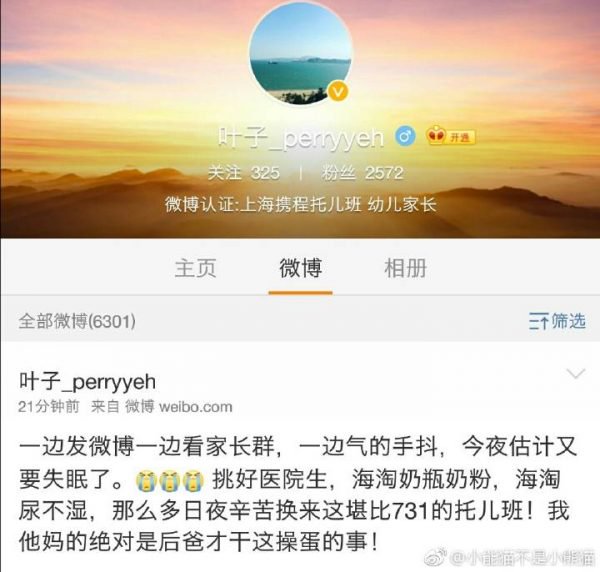 叶子_perryyeh 开通
关注 325 | 粉丝 2572
微博认证:上海携程托儿班 幼儿家长
主页 微博 相册
全部微博(6301) 筛选
叶子_perryyeh
21分钟前 来自 微博 weibo.com
一边发微博一边看家长群，一边气的手抖，今夜估计又
要失眠了。😭😭😭 挑好医院生，海淘奶瓶奶粉，海淘
尿不湿，那么多日夜辛苦换来这堪比731的托儿班！我
他妈的绝对是后爸才干这操蛋的事！
@小能猫不是小熊猫